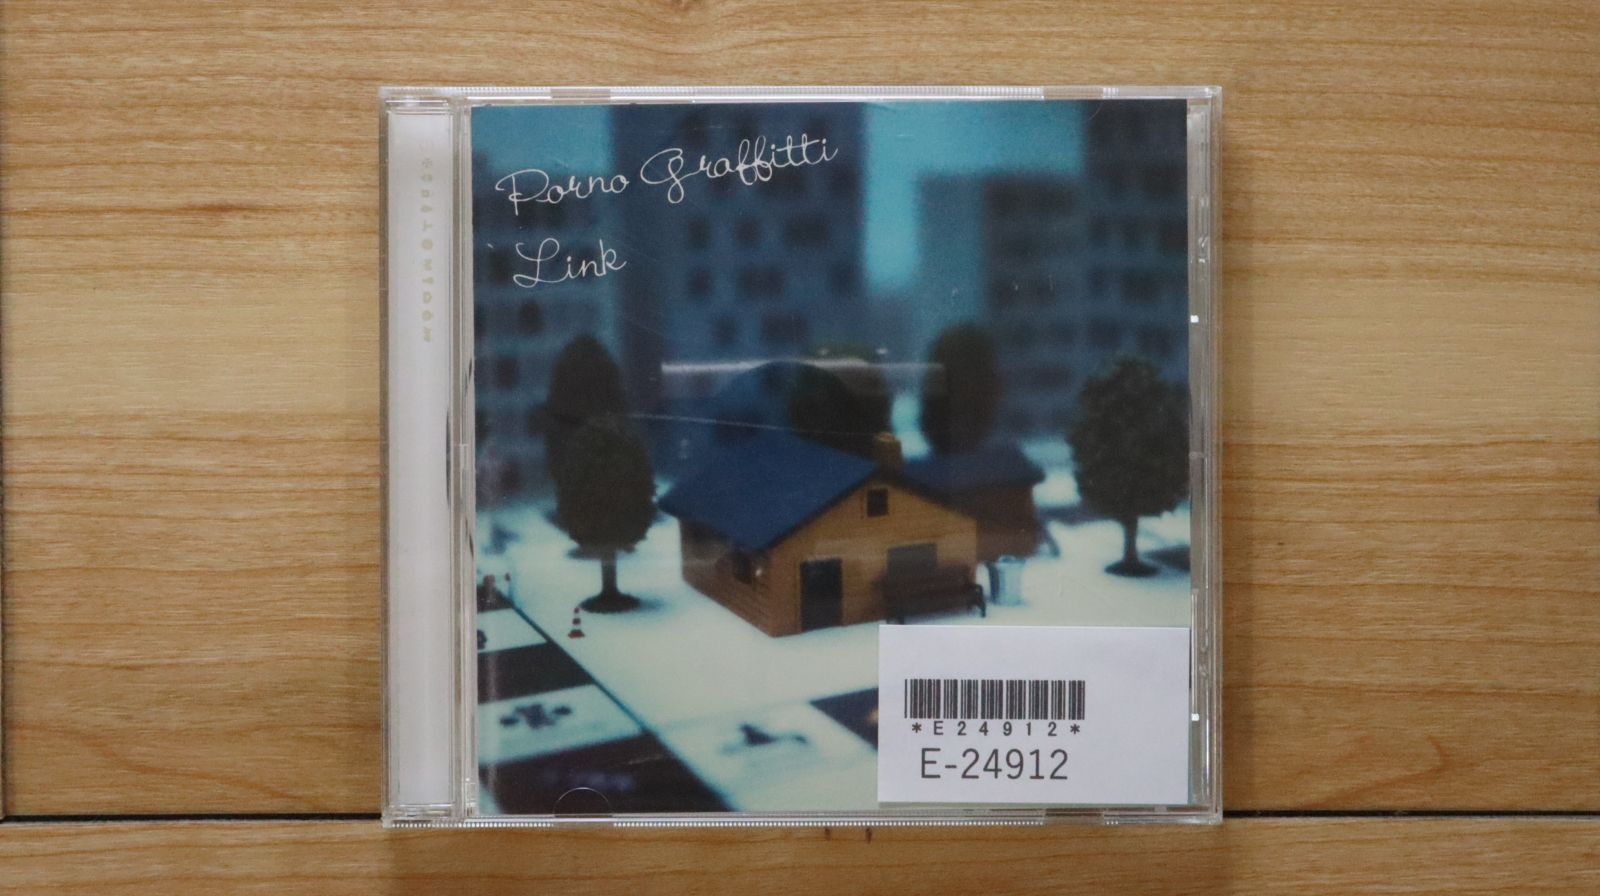 Porno Graffitti
Link
*E24912*
E-24912